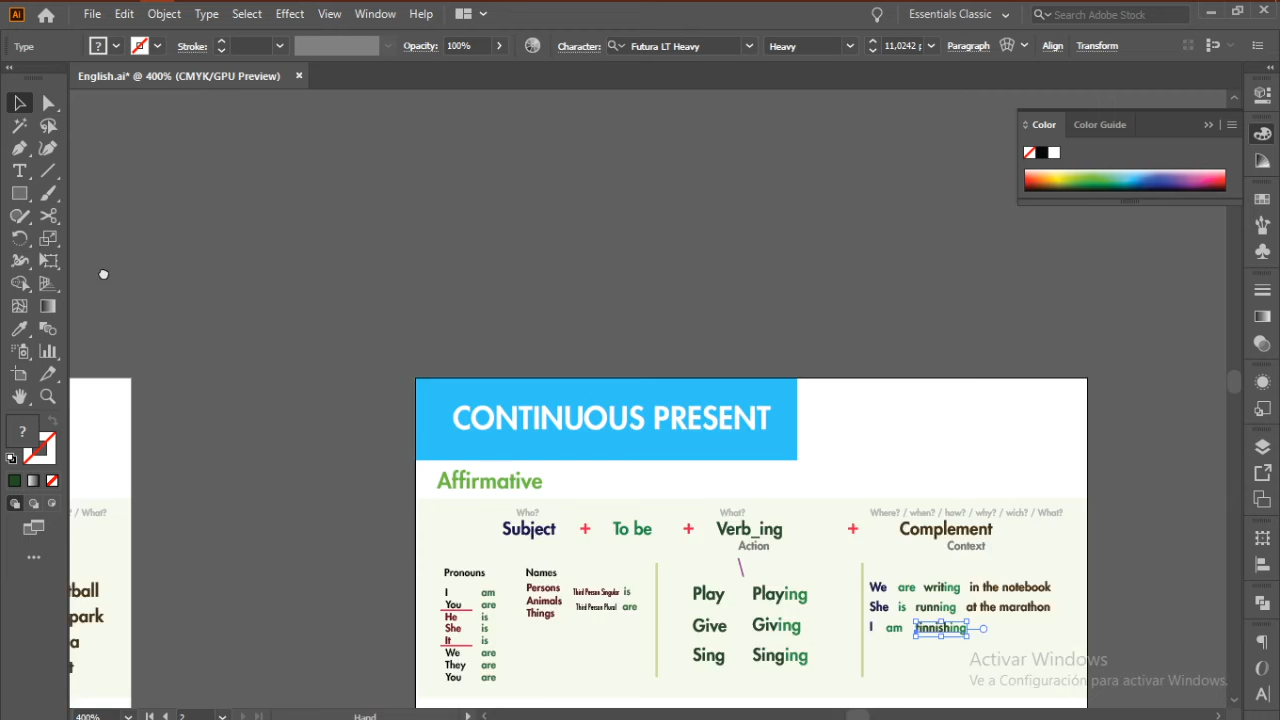 Ai File Edit Object Type Select Effect View Window Help Essentials Classic Search Adobe Stock
Type ? Stroke: Opacity: 100% Character: Futura LT Heavy Heavy 11,0242 p Paragraph Align Transform
English.ai* @ 400% (CMYK/GPU Preview) ×
Color Color Guide
?
CONTINUOUS PRESENT
Affirmative
/ What?
Who? What? Where? / when? / how? / why? / wich? / What?
Subject + To be + Verb_ing + Complement
Action Context
Pronouns Names
I am
You are
He is
She is
It is
We are
They are
You are
Persons Third Person Singular is
Animals Third Person Plural are
Things
Play Playing
Give Giving
Sing Singing
We are writing in the notebook
She is running at the marathon
I am finnishing
tball
park
a
t
Activar Windows
Ve a Configuración para activar Windows.
400% 2 Hand